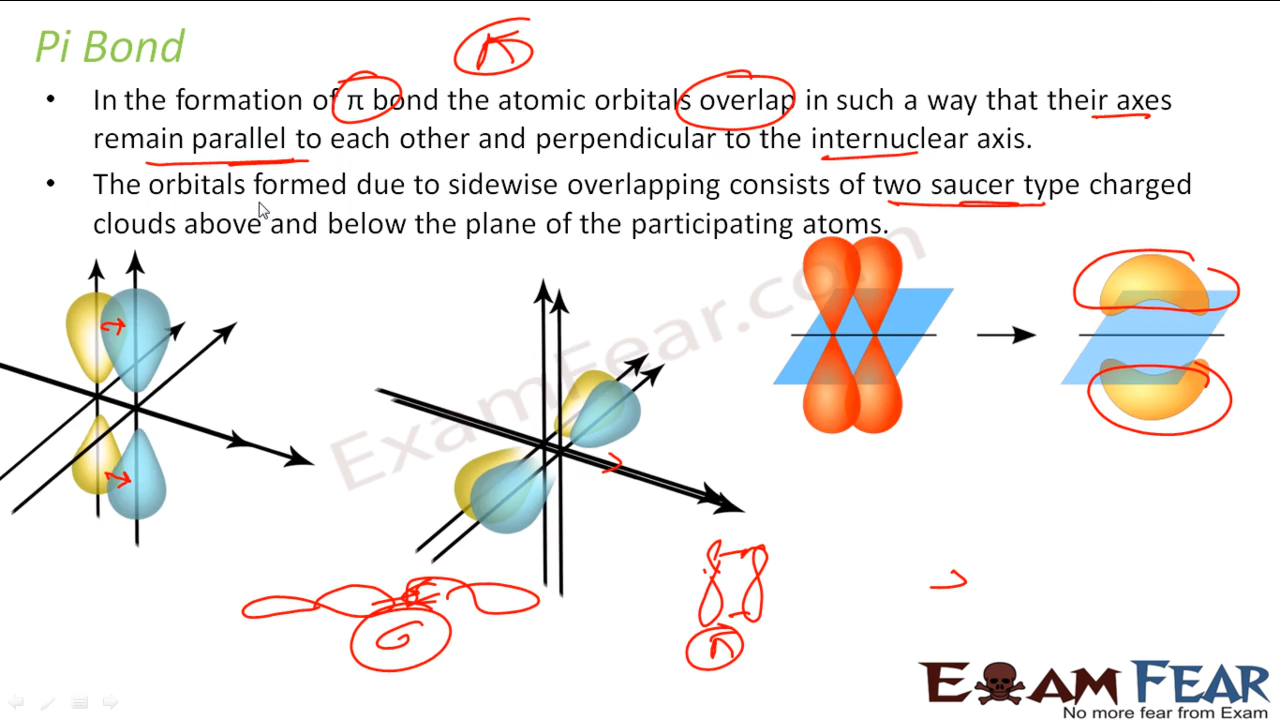 Pi Bond
π
• In the formation of π bond the atomic orbitals overlap in such a way that their axes
remain parallel to each other and perpendicular to the internuclear axis.
• The orbitals formed due to sidewise overlapping consists of two saucer type charged
clouds above and below the plane of the participating atoms.
ExamFear.com
σ
π
EXAM FEAR
No more fear from Exam